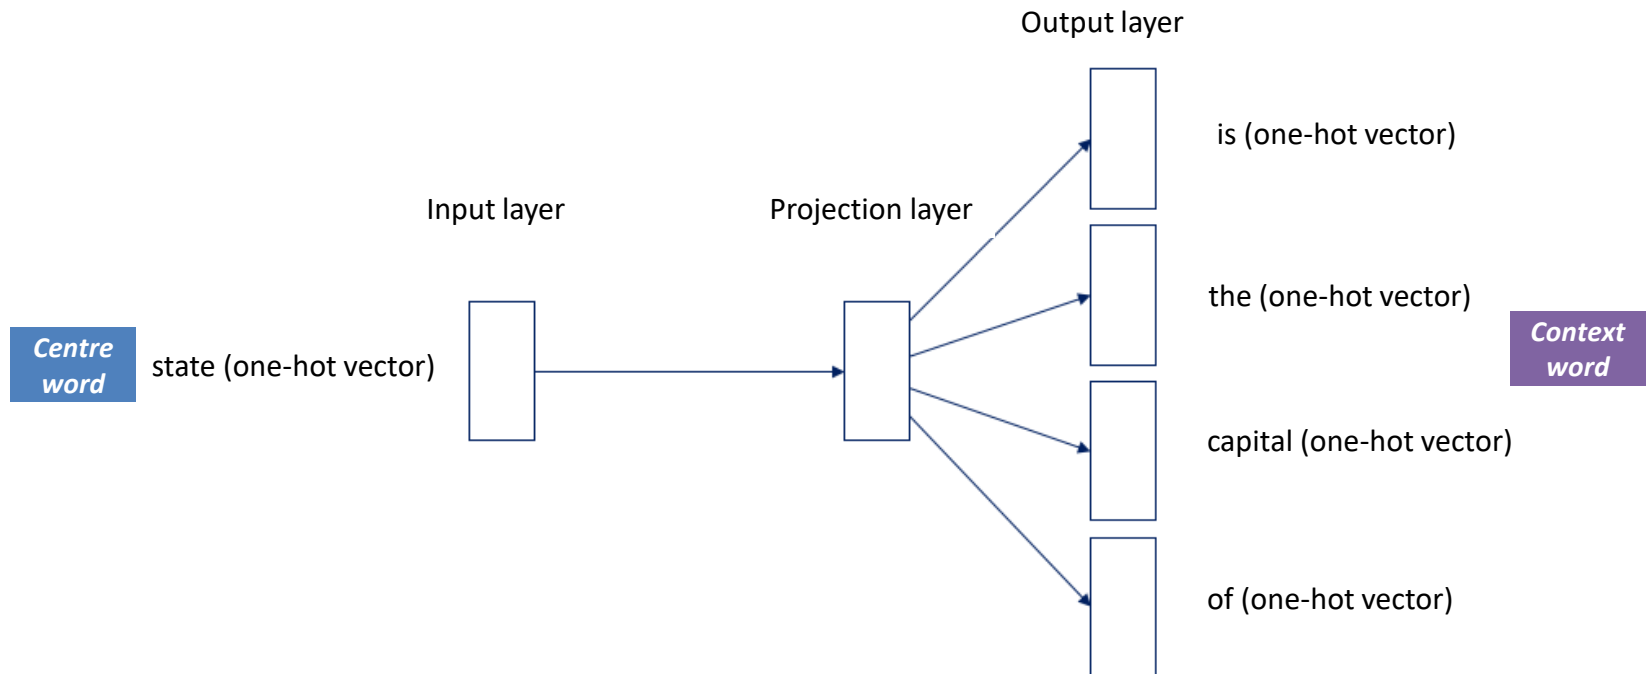 Output layer
is (one-hot vector)
Input layer
Projection layer
the (one-hot vector)
Centre
word
state (one-hot vector)
Context
word
capital (one-hot vector)
of (one-hot vector)